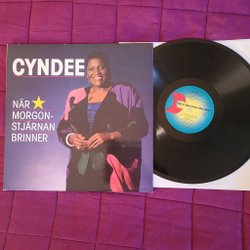 CYNDEE
NÄR
MORGON-
STJÄRNAN
BRINNER